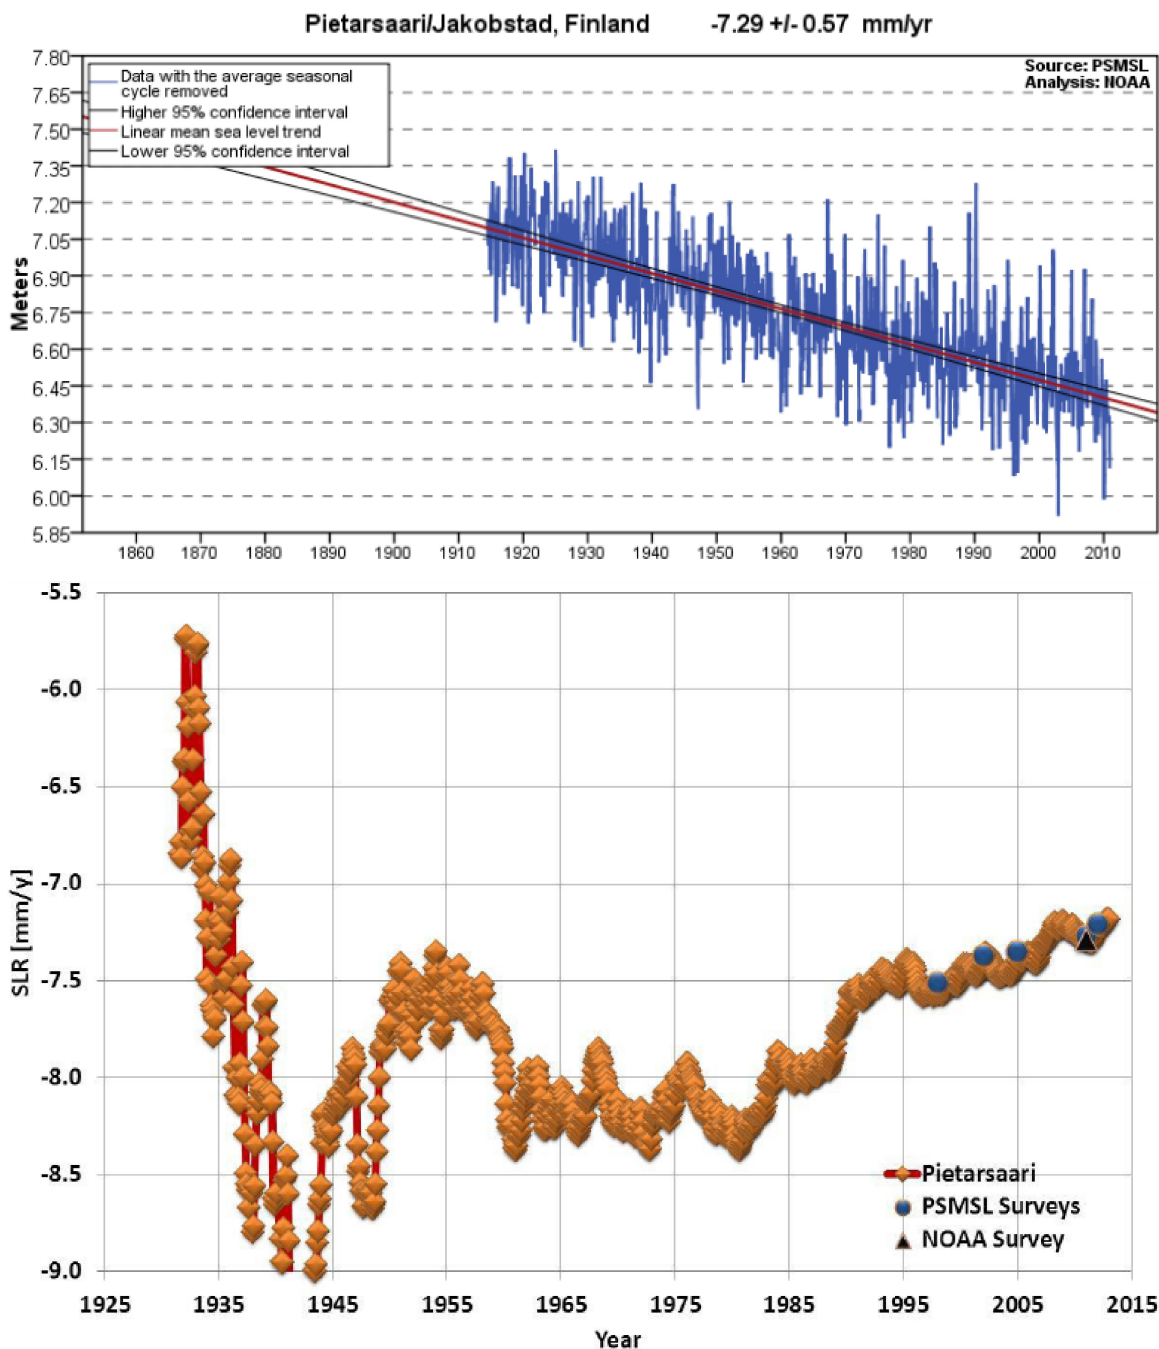 Pietarsaari/Jakobstad, Finland -7.29 +/- 0.57 mm/yr
Source: PSMSL
Analysis: NOAA
Data with the average seasonal
cycle removed
Higher 95% confidence interval
Linear mean sea level trend
Lower 95% confidence interval
Meters
7.80
7.65
7.50
7.35
7.20
7.05
6.90
6.75
6.60
6.45
6.30
6.15
6.00
5.85
1860 1870 1880 1890 1900 1910 1920 1930 1940 1950 1960 1970 1980 1990 2000 2010
SLR [mm/y]
-5.5
-6.0
-6.5
-7.0
-7.5
-8.0
-8.5
-9.0
Pietarsaari
PSMSL Surveys
NOAA Survey
1925 1935 1945 1955 1965 1975 1985 1995 2005 2015
Year